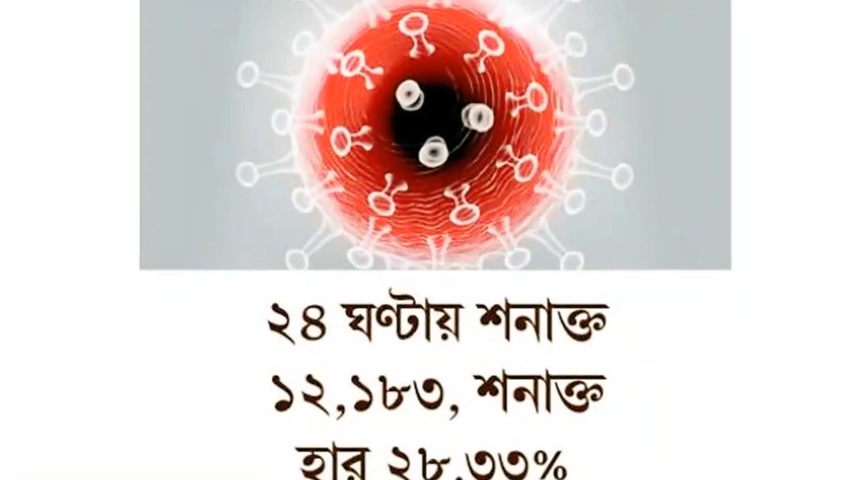 ২৪ ঘণ্টায় শনাক্ত
১২,১৮৩, শনাক্ত
হার ২৮.৩৩%